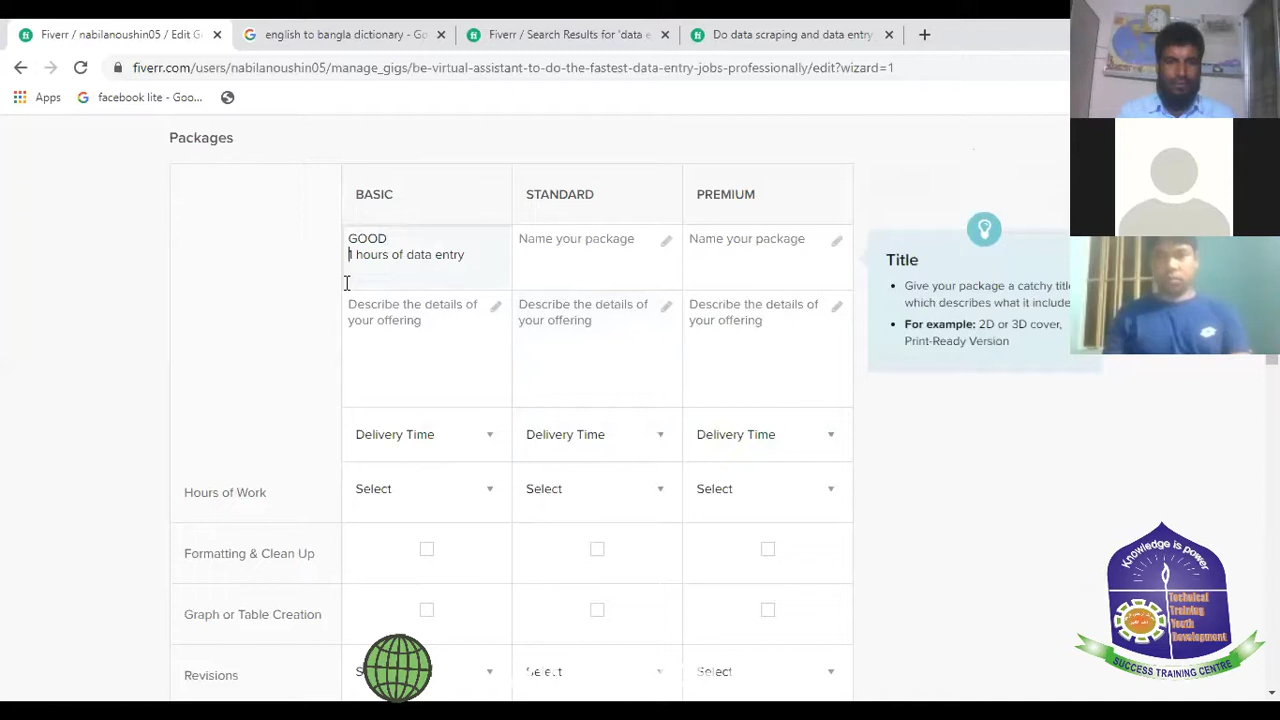 Fiverr / nabilanoushin05 / Edit G
english to bangla dictionary - Go
Fiverr / Search Results for 'data e
Do data scraping and data entry
fiverr.com/users/nabilanoushin05/manage_gigs/be-virtual-assistant-to-do-the-fastest-data-entry-jobs-professionally/edit?wizard=1
Apps
facebook lite - Goo...
Packages
BASIC
STANDARD
PREMIUM
GOOD
1 hours of data entry
Name your package
Name your package
Describe the details of
your offering
Describe the details of
your offering
Describe the details of
your offering
Title
Give your package a catchy title
which describes what it include
For example: 2D or 3D cover,
Print-Ready Version
Delivery Time
Delivery Time
Delivery Time
Hours of Work
Select
Select
Select
Formatting & Clean Up
Graph or Table Creation
Revisions
Select
Select
Knowledge is power
Technical
Training
Youth
Development
SUCCESS TRAINING CENTRE